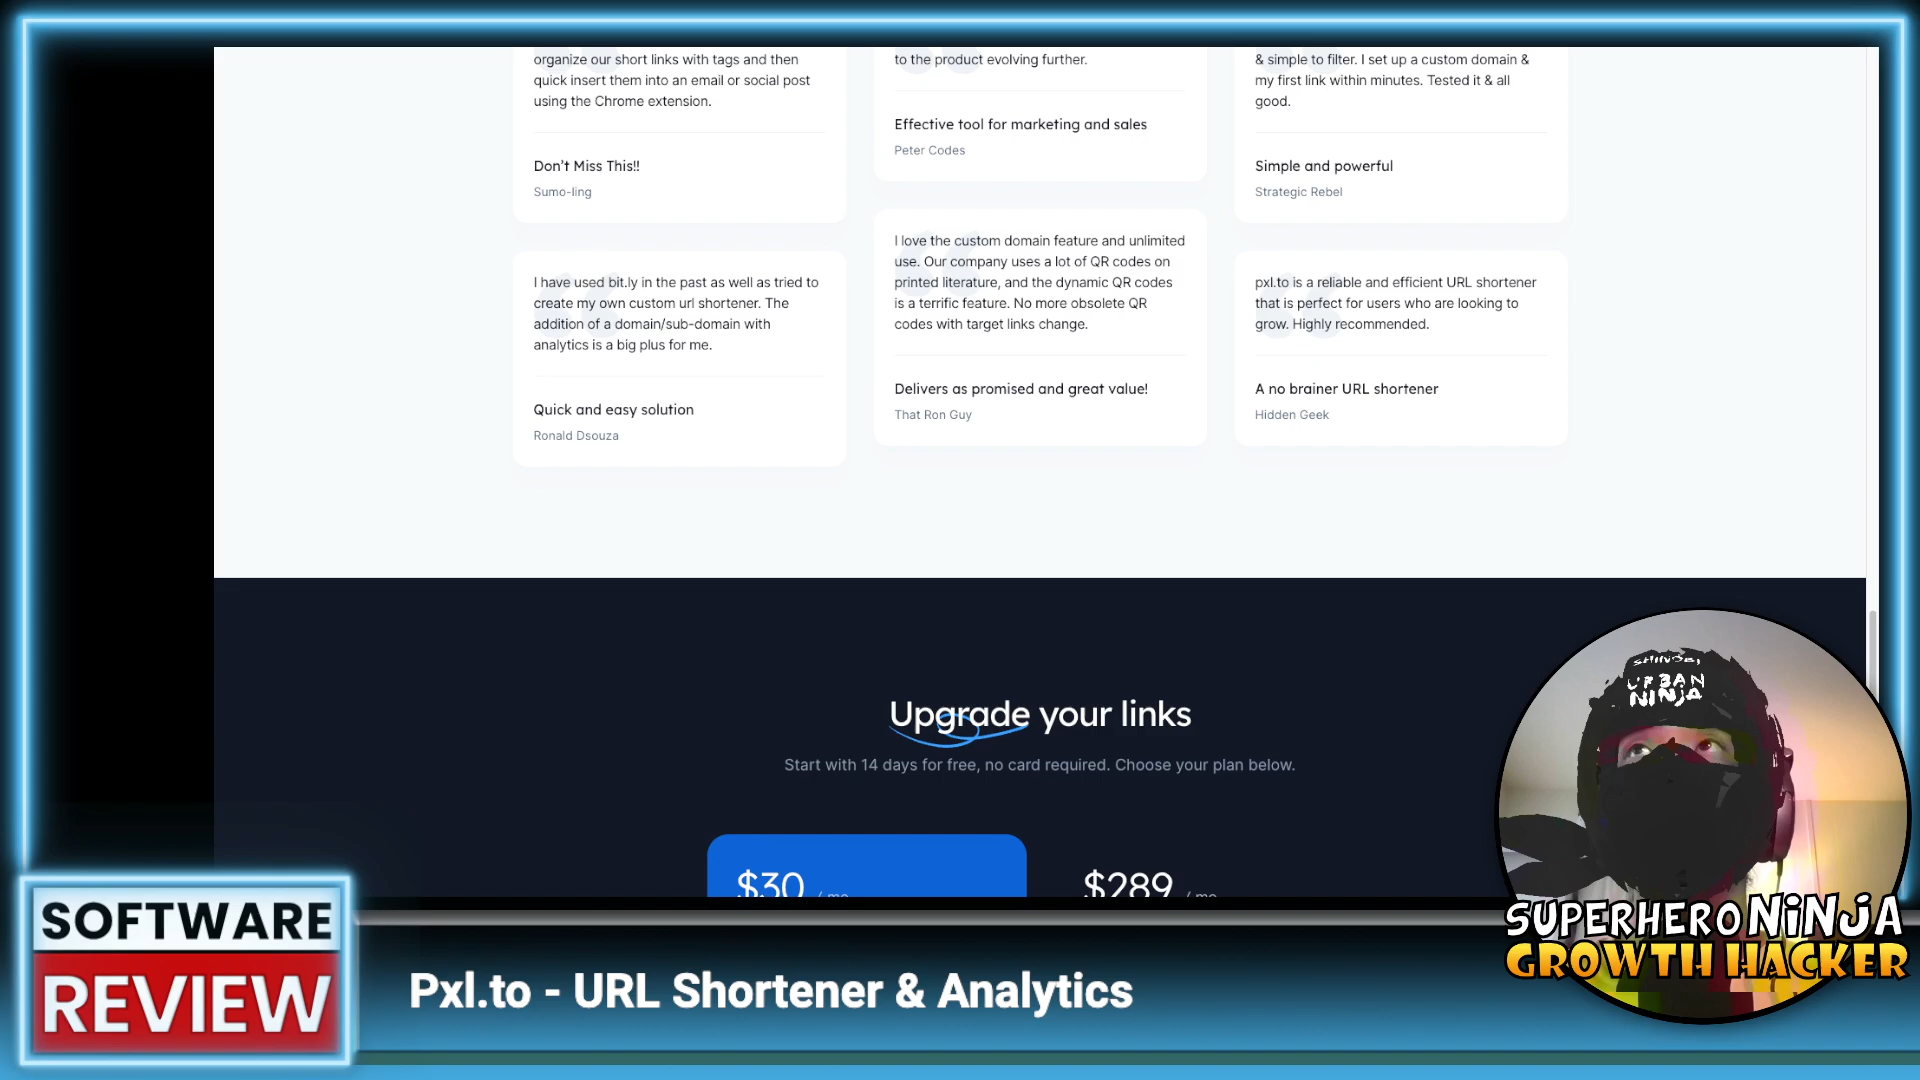 organize our short links with tags and then
quick insert them into an email or social post
using the Chrome extension.
Don't Miss This!!
Sumo-ling
I have used bit.ly in the past as well as tried to
create my own custom url shortener. The
addition of a domain/sub-domain with
analytics is a big plus for me.
Quick and easy solution
Ronald Dsouza
to the product evolving further.
Effective tool for marketing and sales
Peter Codes
I love the custom domain feature and unlimited
use. Our company uses a lot of QR codes on
printed literature, and the dynamic QR codes
is a terrific feature. No more obsolete QR
codes with target links change.
Delivers as promised and great value!
That Ron Guy
& simple to filter. I set up a custom domain &
my first link within minutes. Tested it & all
good.
Simple and powerful
Strategic Rebel
pxl.to is a reliable and efficient URL shortener
that is perfect for users who are looking to
grow. Highly recommended.
A no brainer URL shortener
Hidden Geek
Upgrade your links
Start with 14 days for free, no card required. Choose your plan below.
$30 / mo
$289 / mo
SHINOBI
URBAN
NINJA
SUPERHERO NINJA
GROWTH HACKER
SOFTWARE
REVIEW
Pxl.to - URL Shortener & Analytics